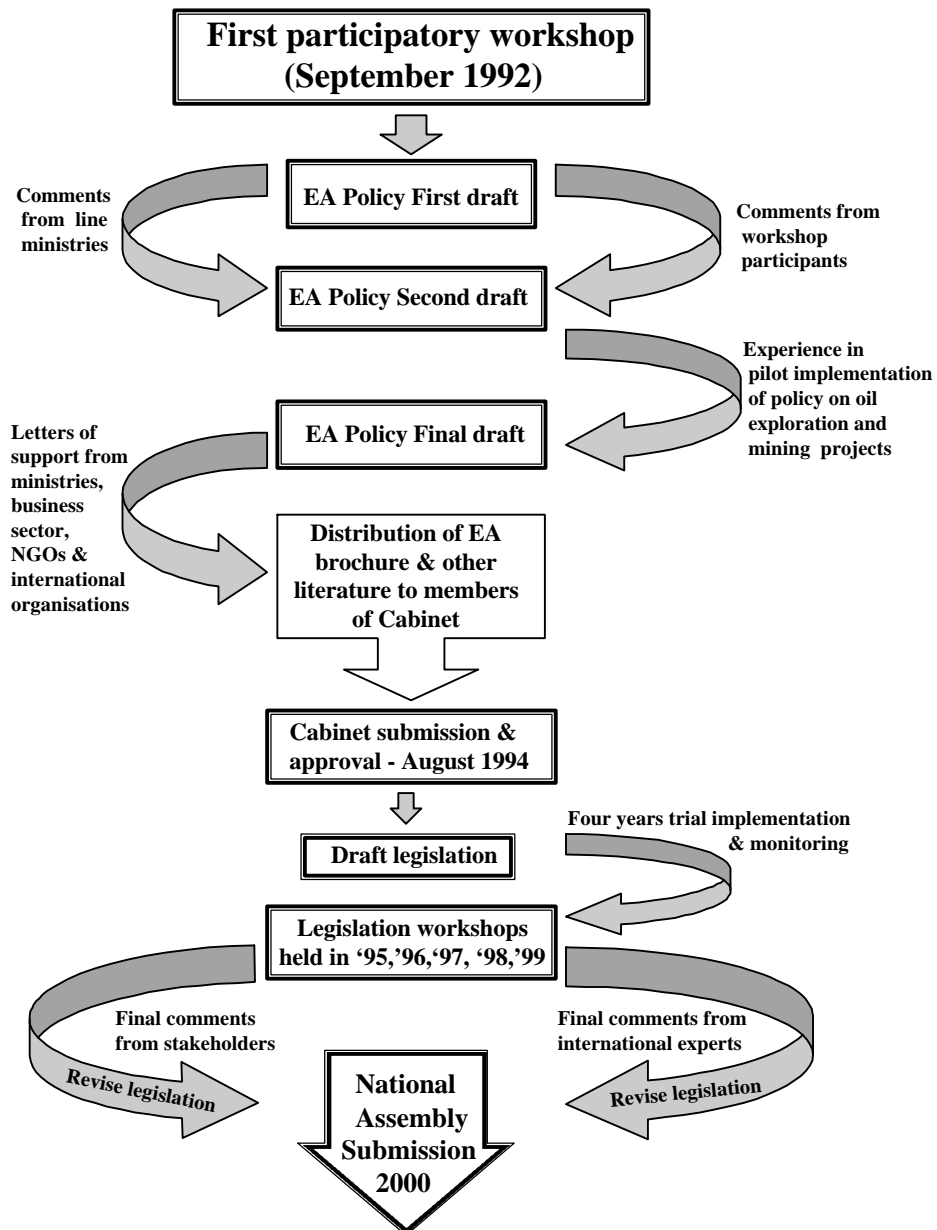 First participatory workshop
(September 1992)
EA Policy First draft
Comments
from line
ministries
Comments from
workshop
participants
EA Policy Second draft
Experience in
pilot implementation
of policy on oil
exploration and
mining projects
EA Policy Final draft
Letters of
support from
ministries,
business
sector,
NGOs &
international
organisations
Distribution of EA
brochure & other
literature to members
of Cabinet
Cabinet submission &
approval - August 1994
Four years trial implementation
& monitoring
Draft legislation
Legislation workshops
held in ‘95,’96,‘97, ‘98,’99
Final comments
from stakeholders
Revise legislation
Final comments from
international experts
Revise legislation
National
Assembly
Submission
2000